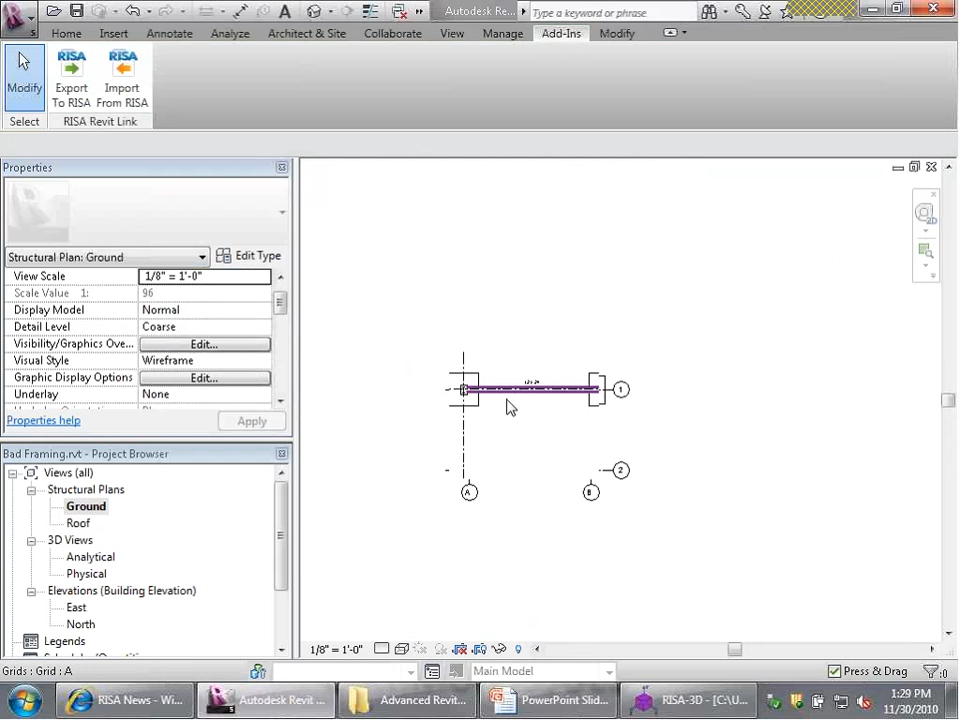 Autodesk Re...
Type a keyword or phrase
Home Insert Annotate Analyze Architect & Site Collaborate View Manage Add-Ins Modify
RISA RISA
Modify Export To RISA Import From RISA
Select RISA Revit Link
Properties
Structural Plan: Ground Edit Type
View Scale 1/8" = 1'-0"
Scale Value 1: 96
Display Model Normal
Detail Level Coarse
Visibility/Graphics Ove... Edit...
Visual Style Wireframe
Graphic Display Options Edit...
Underlay None
Properties help Apply
Bad Framing.rvt - Project Browser
Views (all)
Structural Plans
Ground
Roof
3D Views
Analytical
Physical
Elevations (Building Elevation)
East
North
Legends
1
2
A B
2D
1/8" = 1'-0"
Grids : Grid : A Main Model Press & Drag :0
RISA News - Wi... Autodesk Revit ... Advanced Revit... PowerPoint Slid... RISA-3D - [C:\U... 1:29 PM
11/30/2010